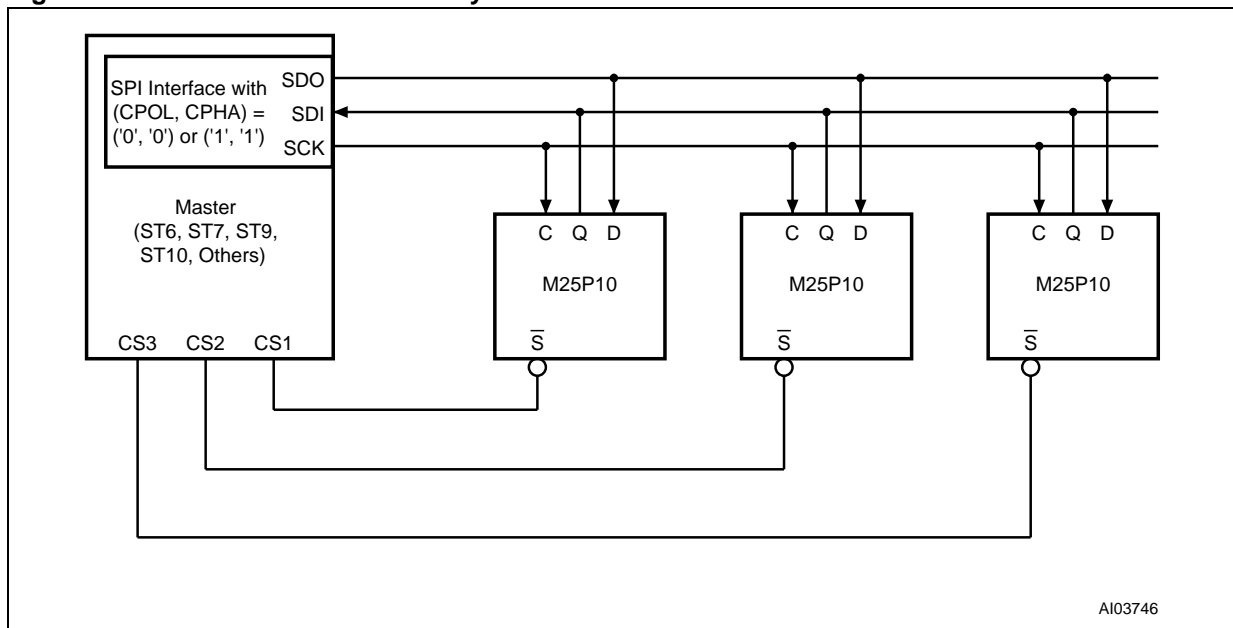 SPI Interface with
(CPOL, CPHA) =
('0', '0') or ('1', '1')
SDO
SDI
SCK
Master
(ST6, ST7, ST9,
ST10, Others)
CS3 CS2 CS1
C Q D
M25P10
S̅
C Q D
M25P10
S̅
C Q D
M25P10
S̅
AI03746